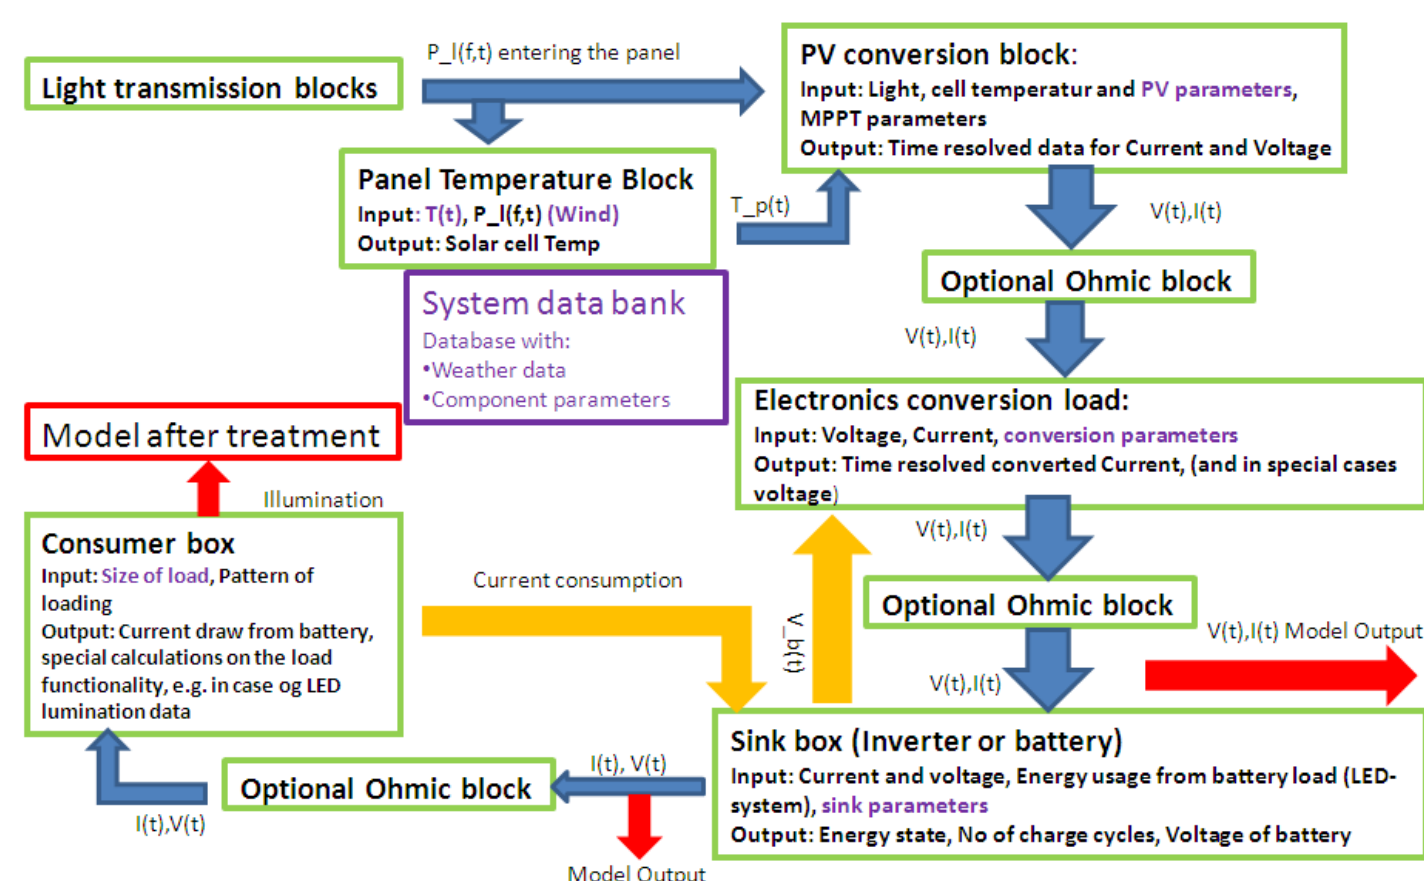 P_l(f,t) entering the panel
Light transmission blocks
PV conversion block:
Input: Light, cell temperatur and PV parameters,
MPPT parameters
Output: Time resolved data for Current and Voltage
Panel Temperature Block
Input: T(t), P_l(f,t) (Wind)
Output: Solar cell Temp
T_p(t)
V(t),I(t)
Optional Ohmic block
V(t),I(t)
System data bank
Database with:
•Weather data
•Component parameters
Electronics conversion load:
Input: Voltage, Current, conversion parameters
Output: Time resolved converted Current, (and in special cases
voltage)
Model after treatment
Illumination
V(t),I(t)
Consumer box
Input: Size of load, Pattern of
loading
Output: Current draw from battery,
special calculations on the load
functionality, e.g. in case og LED
lumination data
Current consumption
V_b(t)
Optional Ohmic block
V(t),I(t) Model Output
V(t),I(t)
Sink box (Inverter or battery)
Input: Current and voltage, Energy usage from battery load (LED-
system), sink parameters
Output: Energy state, No of charge cycles, Voltage of battery
I(t), V(t)
Optional Ohmic block
I(t),V(t)
Model Output